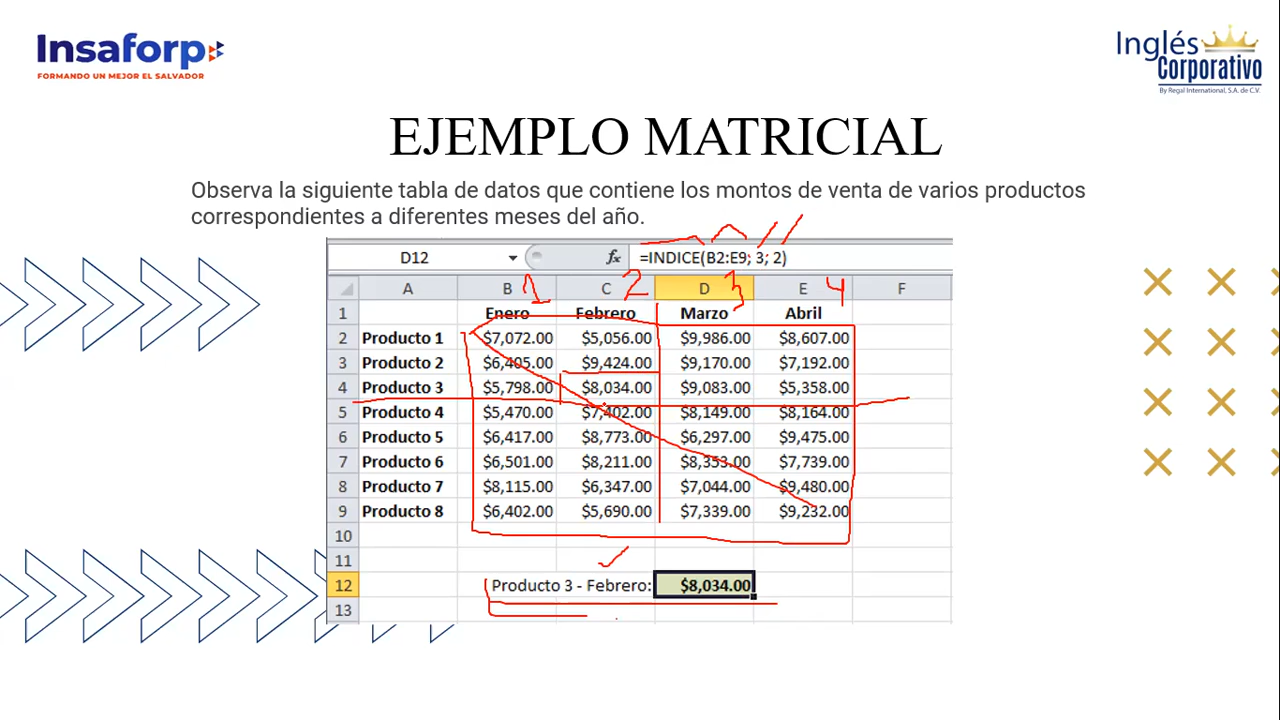 Insaforp
FORMANDO UN MEJOR EL SALVADOR
Inglés
Corporativo
By Regal International, S.A. de C.V.
EJEMPLO MATRICIAL
Observa la siguiente tabla de datos que contiene los montos de venta de varios productos
correspondientes a diferentes meses del año.
D12 fx =INDICE(B2:E9; 3; 2)
A B C D E F
1 2 3 4
1 Enero Febrero Marzo Abril
2 Producto 1 $7,072.00 $5,056.00 $9,986.00 $8,607.00
3 Producto 2 $6,405.00 $9,424.00 $9,170.00 $7,192.00
4 Producto 3 $5,798.00 $8,034.00 $9,083.00 $5,358.00
5 Producto 4 $5,470.00 $7,402.00 $8,149.00 $8,164.00
6 Producto 5 $6,417.00 $8,773.00 $6,297.00 $9,475.00
7 Producto 6 $6,501.00 $8,211.00 $8,353.00 $7,739.00
8 Producto 7 $8,115.00 $6,347.00 $7,044.00 $9,480.00
9 Producto 8 $6,402.00 $5,690.00 $7,339.00 $9,232.00
10
11
12 Producto 3 - Febrero: $8,034.00
13